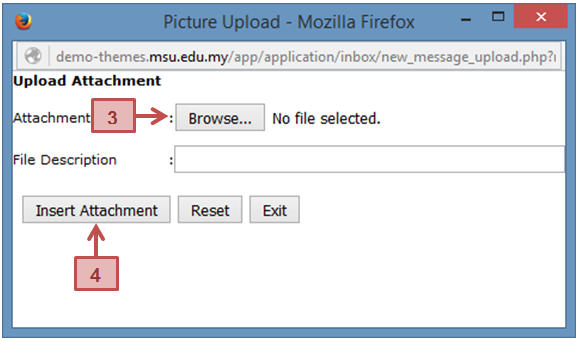 Picture Upload - Mozilla Firefox
demo-themes.msu.edu.my/app/application/inbox/new_message_upload.php?
Upload Attachment
Attachment 3 : Browse... No file selected.
File Description :
Insert Attachment Reset Exit
4